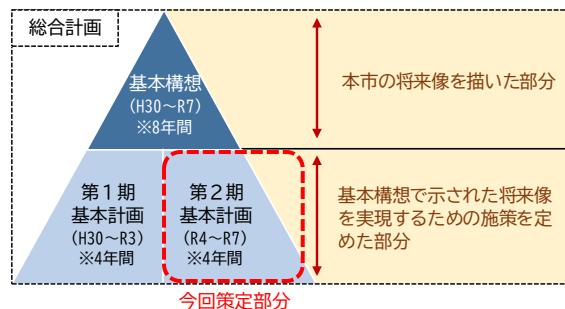 総合計画
基本構想
(H30～R7)
※8年間
本市の将来像を描いた部分
第１期
基本計画
(H30～R3)
※4年間
第２期
基本計画
(R4～R7)
※4年間
基本構想で示された将来像
を実現するための施策を定
めた部分
今回策定部分